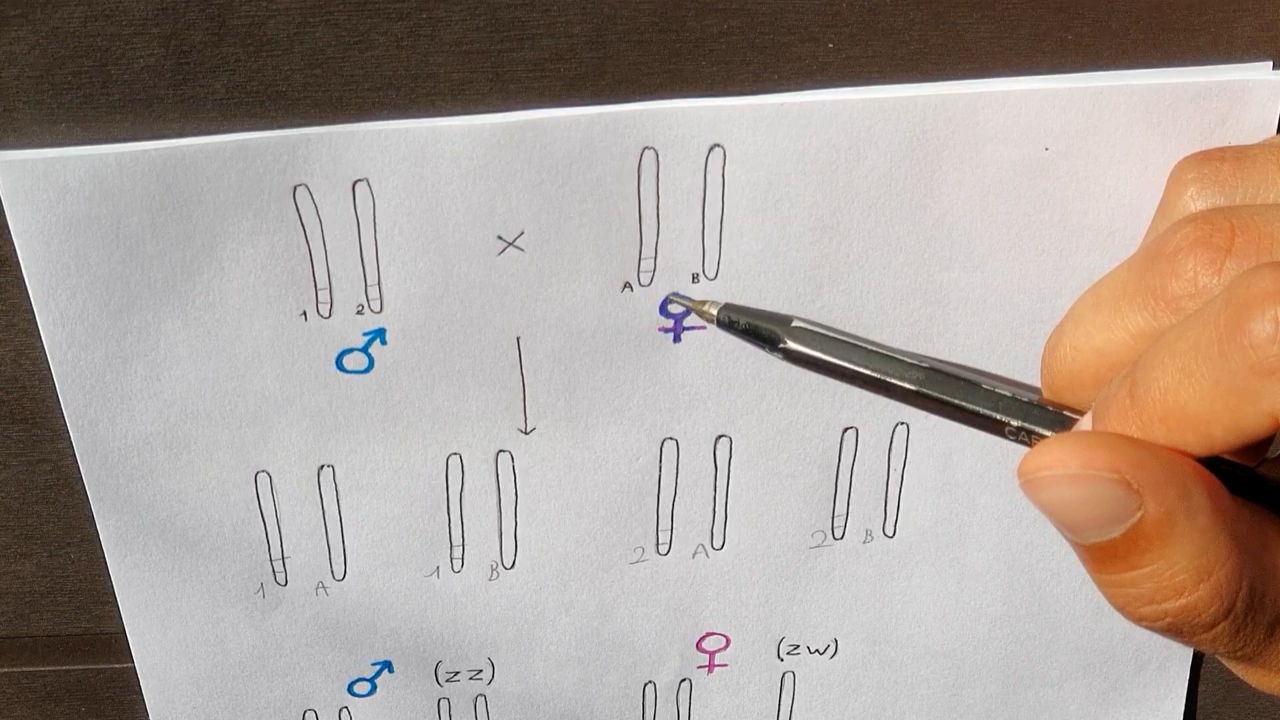 1 2 ♂ × A B ♀
1 A 1 B 2 A 2 B
♂ (zz) ♀ (zw)